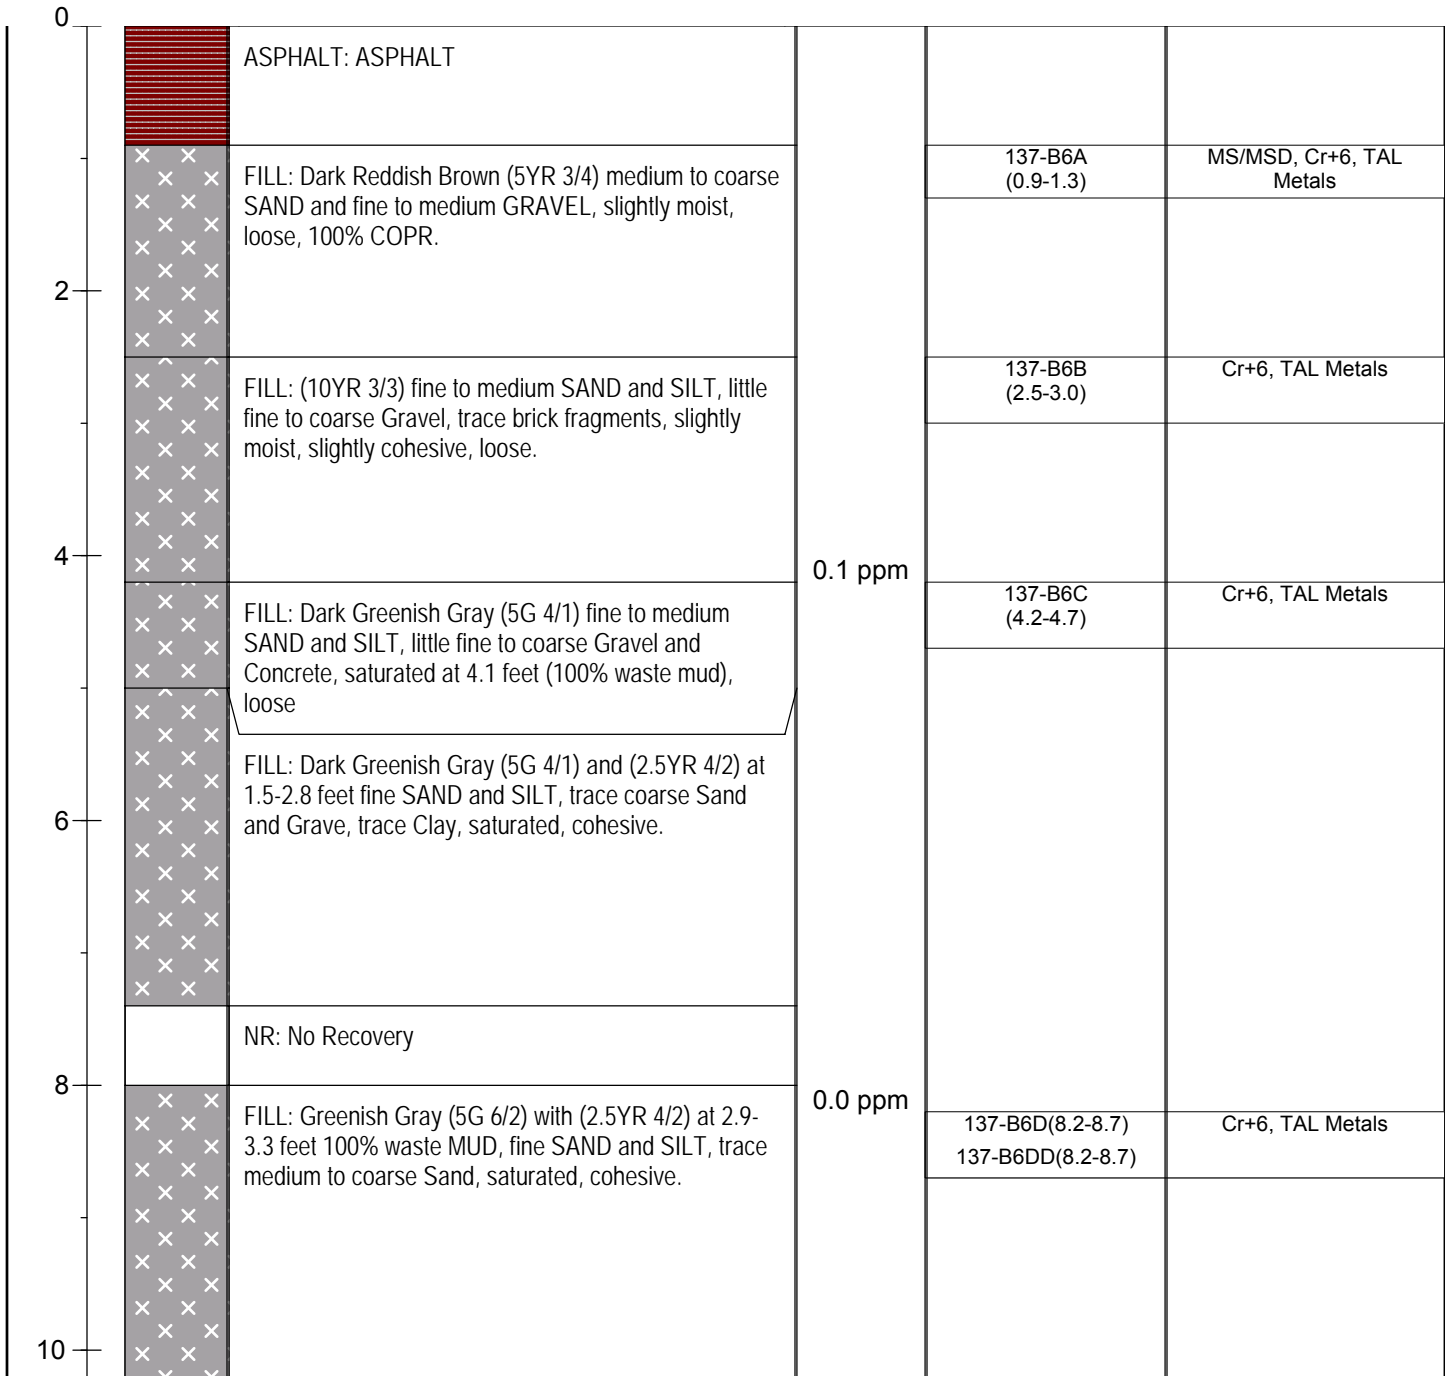 0
ASPHALT: ASPHALT
FILL: Dark Reddish Brown (5YR 3/4) medium to coarse
SAND and fine to medium GRAVEL, slightly moist,
loose, 100% COPR.
137-B6A
(0.9-1.3)
MS/MSD, Cr+6, TAL
Metals
2
FILL: (10YR 3/3) fine to medium SAND and SILT, little
fine to coarse Gravel, trace brick fragments, slightly
moist, slightly cohesive, loose.
137-B6B
(2.5-3.0)
Cr+6, TAL Metals
4
0.1 ppm
FILL: Dark Greenish Gray (5G 4/1) fine to medium
SAND and SILT, little fine to coarse Gravel and
Concrete, saturated at 4.1 feet (100% waste mud),
loose
137-B6C
(4.2-4.7)
Cr+6, TAL Metals
FILL: Dark Greenish Gray (5G 4/1) and (2.5YR 4/2) at
1.5-2.8 feet fine SAND and SILT, trace coarse Sand
and Grave, trace Clay, saturated, cohesive.
6
NR: No Recovery
8
0.0 ppm
FILL: Greenish Gray (5G 6/2) with (2.5YR 4/2) at 2.9-
3.3 feet 100% waste MUD, fine SAND and SILT, trace
medium to coarse Sand, saturated, cohesive.
137-B6D(8.2-8.7)
137-B6DD(8.2-8.7)
Cr+6, TAL Metals
10